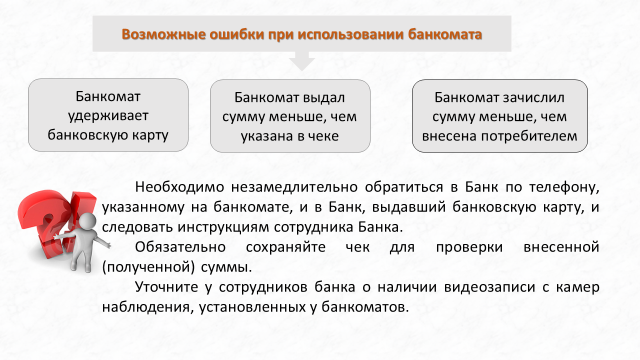 Возможные ошибки при использовании банкомата
Банкомат
удерживает
банковскую карту
Банкомат выдал
сумму меньше, чем
указана в чеке
Банкомат зачислил
сумму меньше, чем
внесена потребителем
Необходимо незамедлительно обратиться в Банк по телефону,
указанному на банкомате, и в Банк, выдавший банковскую карту, и
следовать инструкциям сотрудника Банка.
Обязательно сохраняйте чек для проверки внесенной
(полученной) суммы.
Уточните у сотрудников банка о наличии видеозаписи с камер
наблюдения, установленных у банкоматов.